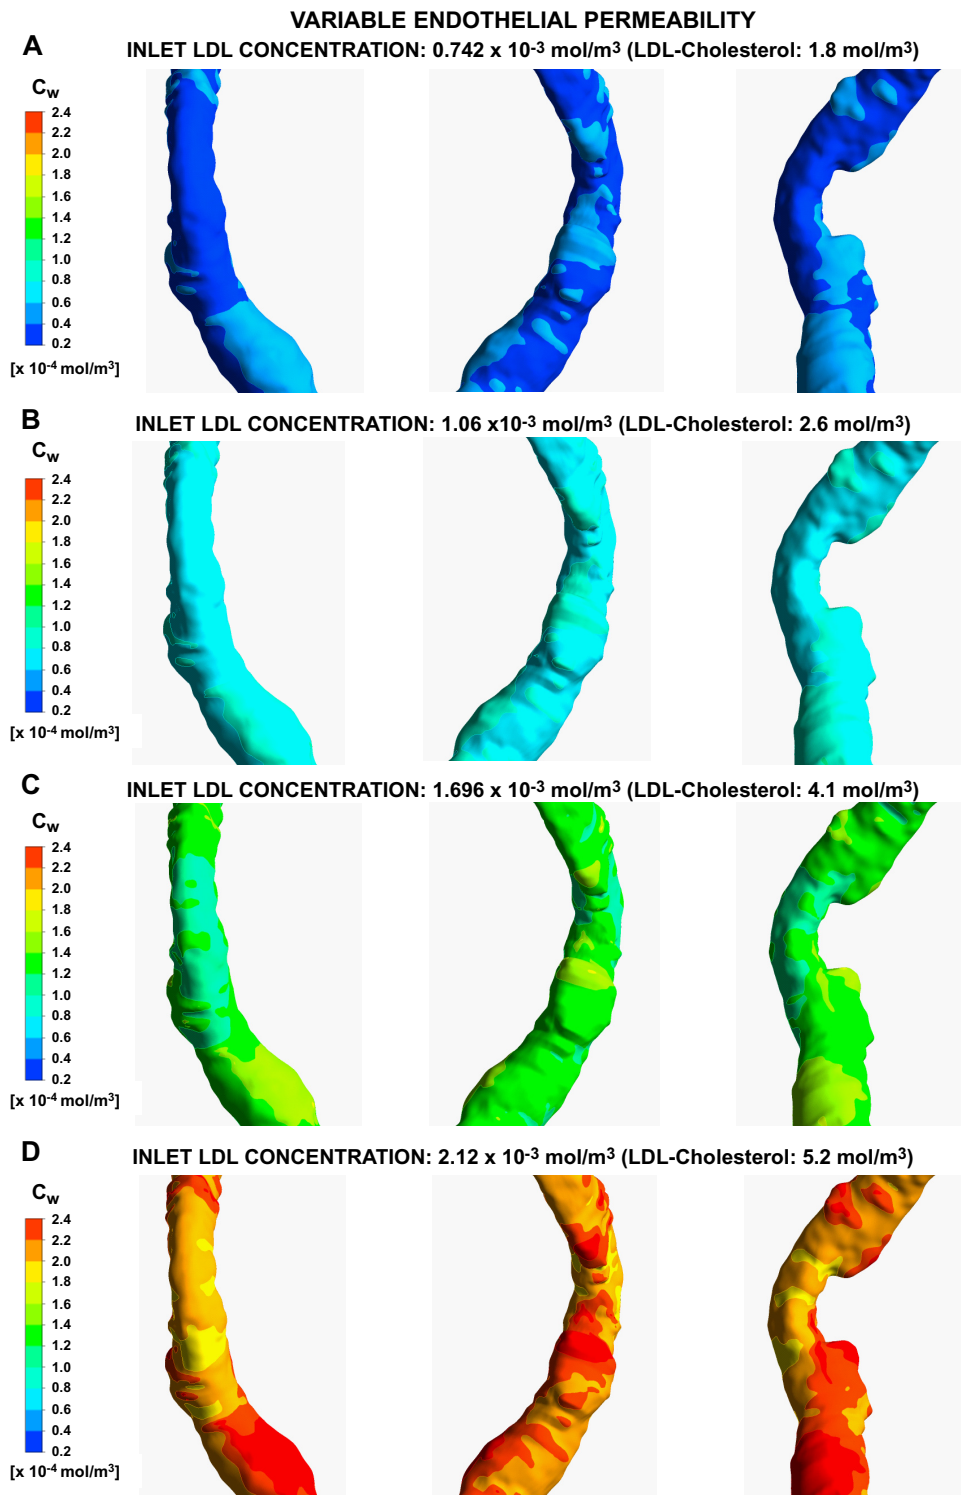 VARIABLE ENDOTHELIAL PERMEABILITY
A
INLET LDL CONCENTRATION: 0.742 x 10-3 mol/m3 (LDL-Cholesterol: 1.8 mol/m3)
Cw
2.4
2.2
2.0
1.8
1.6
1.4
1.2
1.0
0.8
0.6
0.4
0.2
[x 10-4 mol/m3]
B
INLET LDL CONCENTRATION: 1.06 x10-3 mol/m3 (LDL-Cholesterol: 2.6 mol/m3)
Cw
2.4
2.2
2.0
1.8
1.6
1.4
1.2
1.0
0.8
0.6
0.4
0.2
[x 10-4 mol/m3]
C
INLET LDL CONCENTRATION: 1.696 x 10-3 mol/m3 (LDL-Cholesterol: 4.1 mol/m3)
Cw
2.4
2.2
2.0
1.8
1.6
1.4
1.2
1.0
0.8
0.6
0.4
0.2
[x 10-4 mol/m3]
D
INLET LDL CONCENTRATION: 2.12 x 10-3 mol/m3 (LDL-Cholesterol: 5.2 mol/m3)
Cw
2.4
2.2
2.0
1.8
1.6
1.4
1.2
1.0
0.8
0.6
0.4
0.2
[x 10-4 mol/m3]